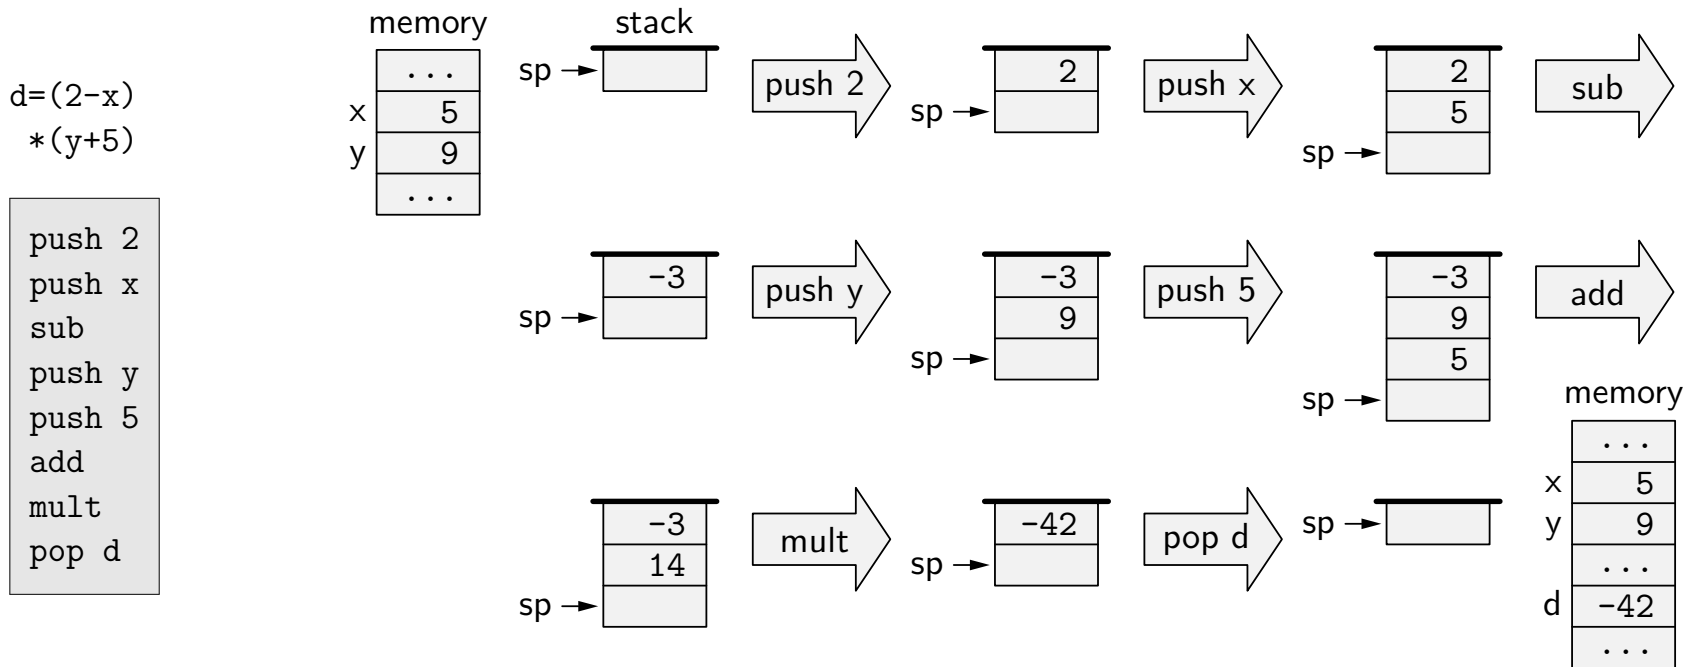 d=(2-x)
*(y+5)
push 2
push x
sub
push y
push 5
add
mult
pop d
memory
...
x 5
y 9
...
stack
sp
push 2
2
sp
push x
2
5
sp
sub
-3
sp
push y
-3
9
sp
push 5
-3
9
5
sp
add
-3
14
sp
mult
-42
sp
pop d
sp
memory
...
x 5
y 9
...
d -42
...